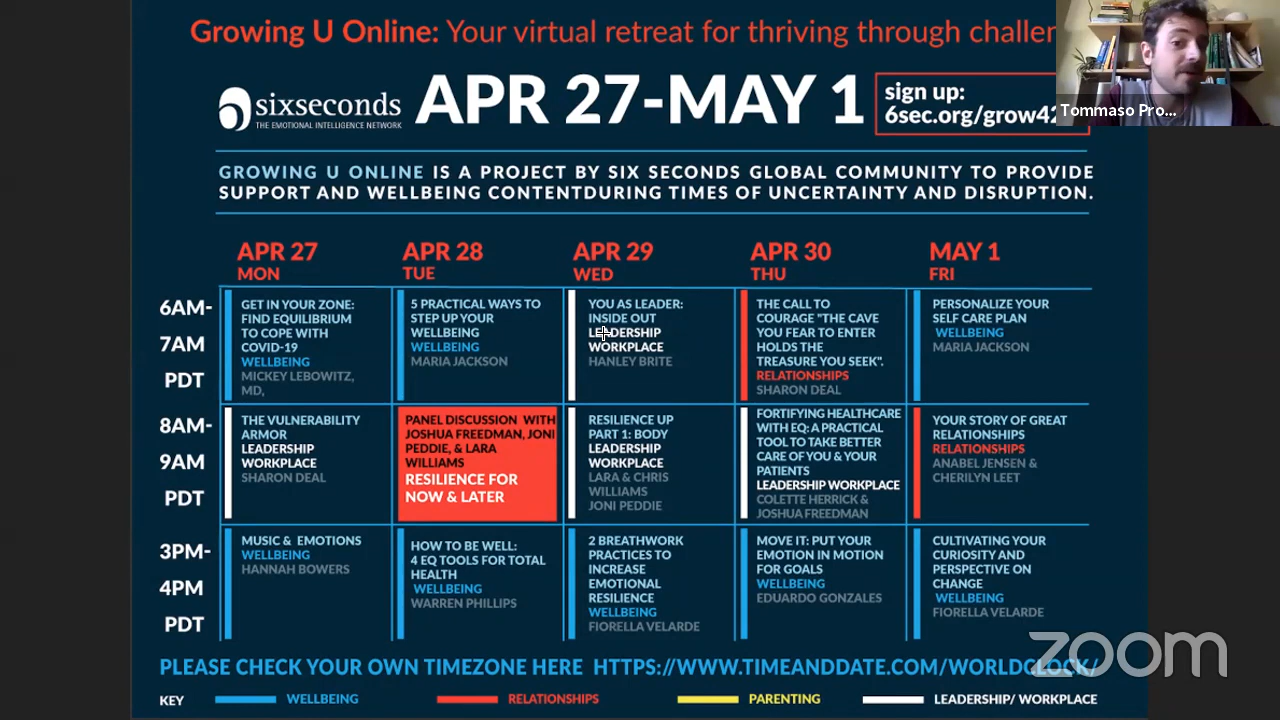 Growing U Online: Your virtual retreat for thriving through
sixseconds
THE EMOTIONAL INTELLIGENCE NETWORK
APR 27-MAY 1
sign up:
6sec.org/grow42
Tommaso Pro...
GROWING U ONLINE IS A PROJECT BY SIX SECONDS GLOBAL COMMUNITY TO PROVIDE
SUPPORT AND WELLBEING CONTENTDURING TIMES OF UNCERTAINTY AND DISRUPTION.
APR 27
MON
APR 28
TUE
APR 29
WED
APR 30
THU
MAY 1
FRI
6AM-
7AM
PDT
GET IN YOUR ZONE:
FIND EQUILIBRIUM
TO COPE WITH
COVID-19
WELLBEING
MICKEY LEBOWITZ,
MD,
5 PRACTICAL WAYS TO
STEP UP YOUR
WELLBEING
WELLBEING
MARIA JACKSON
YOU AS LEADER:
INSIDE OUT
LEADERSHIP
WORKPLACE
HANLEY BRITE
THE CALL TO
COURAGE "THE CAVE
YOU FEAR TO ENTER
HOLDS THE
TREASURE YOU SEEK".
RELATIONSHIPS
SHARON DEAL
PERSONALIZE YOUR
SELF CARE PLAN
WELLBEING
MARIA JACKSON
8AM-
9AM
PDT
THE VULNERABILITY
ARMOR
LEADERSHIP
WORKPLACE
SHARON DEAL
PANEL DISCUSSION WITH
JOSHUA FREEDMAN, JONI
PEDDIE, & LARA
WILLIAMS
RESILIENCE FOR
NOW & LATER
RESILIENCE UP
PART 1: BODY
LEADERSHIP
WORKPLACE
LARA & CHRIS
WILLIAMS
JONI PEDDIE
FORTIFYING HEALTHCARE
WITH EQ: A PRACTICAL
TOOL TO TAKE BETTER
CARE OF YOU & YOUR
PATIENTS
LEADERSHIP WORKPLACE
COLETTE HERRICK &
JOSHUA FREEDMAN
YOUR STORY OF GREAT
RELATIONSHIPS
RELATIONSHIPS
ANABEL JENSEN &
CHERILYN LEET
3PM-
4PM
PDT
MUSIC & EMOTIONS
WELLBEING
HANNAH BOWERS
HOW TO BE WELL:
4 EQ TOOLS FOR TOTAL
HEALTH
WELLBEING
WARREN PHILLIPS
2 BREATHWORK
PRACTICES TO
INCREASE
EMOTIONAL
RESILIENCE
WELLBEING
FIORELLA VELARDE
MOVE IT: PUT YOUR
EMOTION IN MOTION
FOR GOALS
WELLBEING
EDUARDO GONZALES
CULTIVATING YOUR
CURIOSITY AND
PERSPECTIVE ON
CHANGE
WELLBEING
FIORELLA VELARDE
PLEASE CHECK YOUR OWN TIMEZONE HERE HTTPS://WWW.TIMEANDDATE.COM/WORLDCLOCK/
zoom
KEY
WELLBEING
RELATIONSHIPS
PARENTING
LEADERSHIP/ WORKPLACE